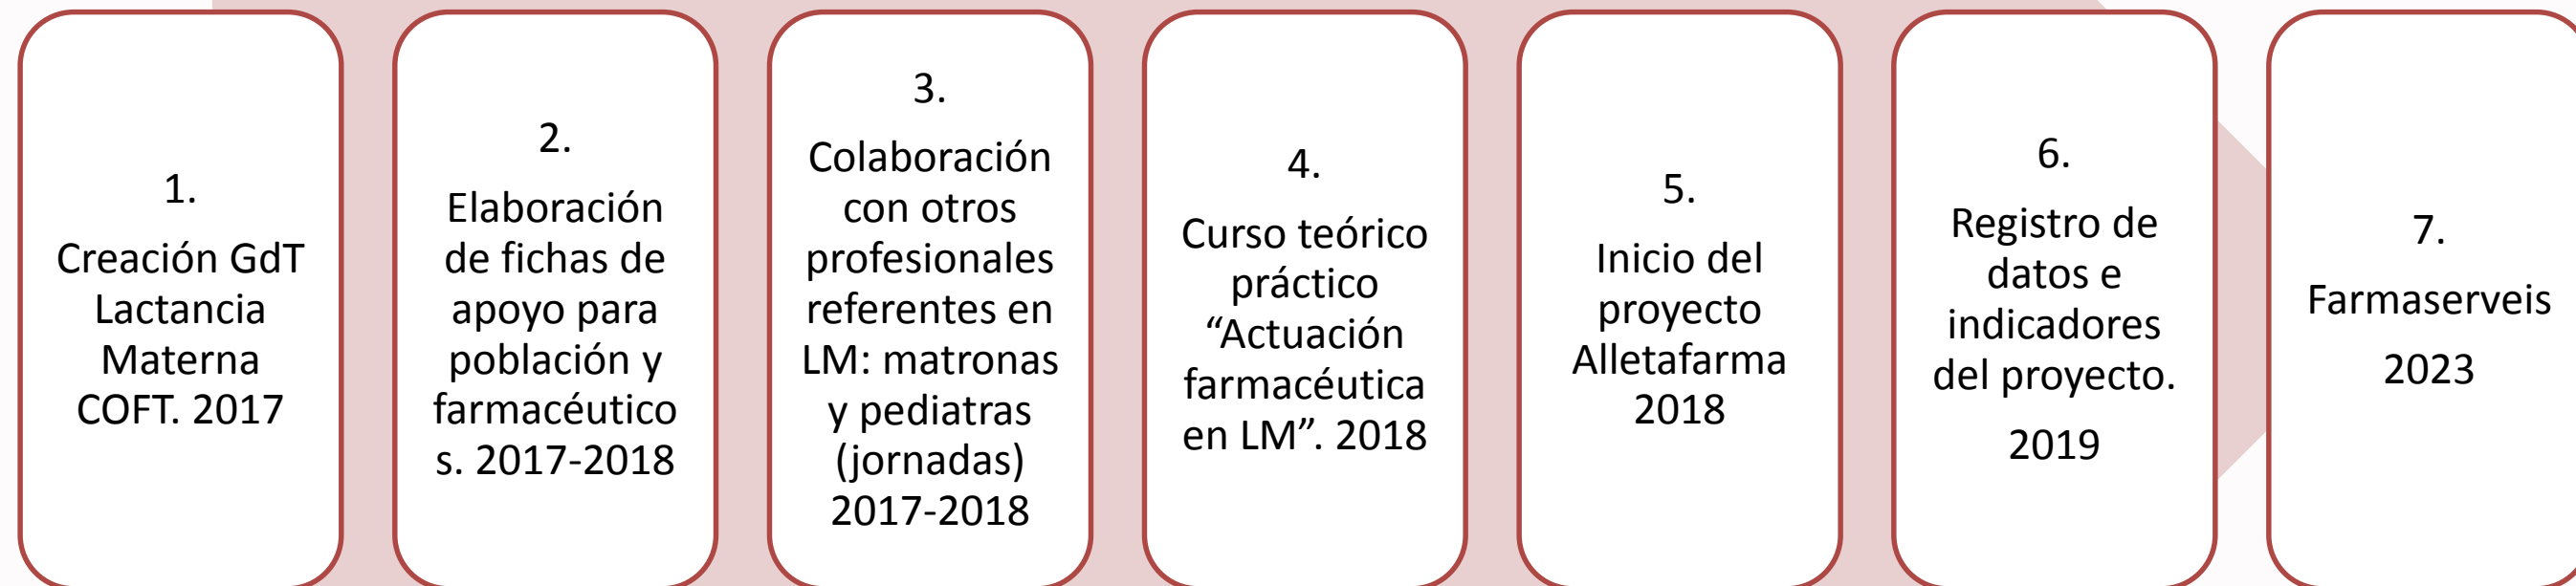 1.
Creación GdT
Lactancia
Materna
COFT. 2017
2.
Elaboración
de fichas de
apoyo para
población y
farmacéutico
s. 2017-2018
3.
Colaboración
con otros
profesionales
referentes en
LM: matronas
y pediatras
(jornadas)
2017-2018
4.
Curso teórico
práctico
“Actuación
farmacéutica
en LM”. 2018
5.
Inicio del
proyecto
Alletafarma
2018
6.
Registro de
datos e
indicadores
del proyecto.
2019
7.
Farmaserveis
2023